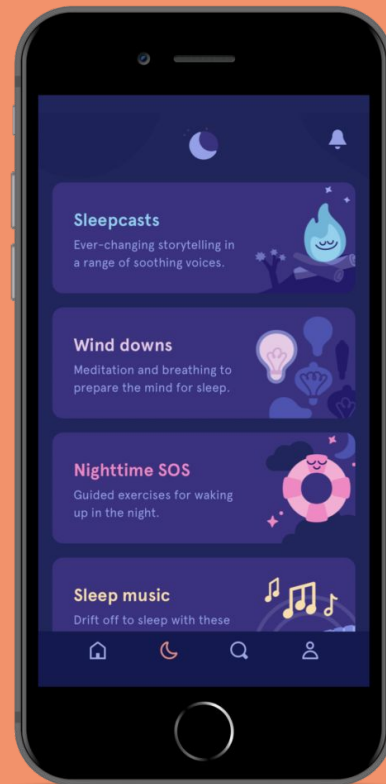 Sleepcasts
Ever-changing storytelling in
a range of soothing voices.
Wind downs
Meditation and breathing to
prepare the mind for sleep.
Nighttime SOS
Guided exercises for waking
up in the night.
Sleep music
Drift off to sleep with these